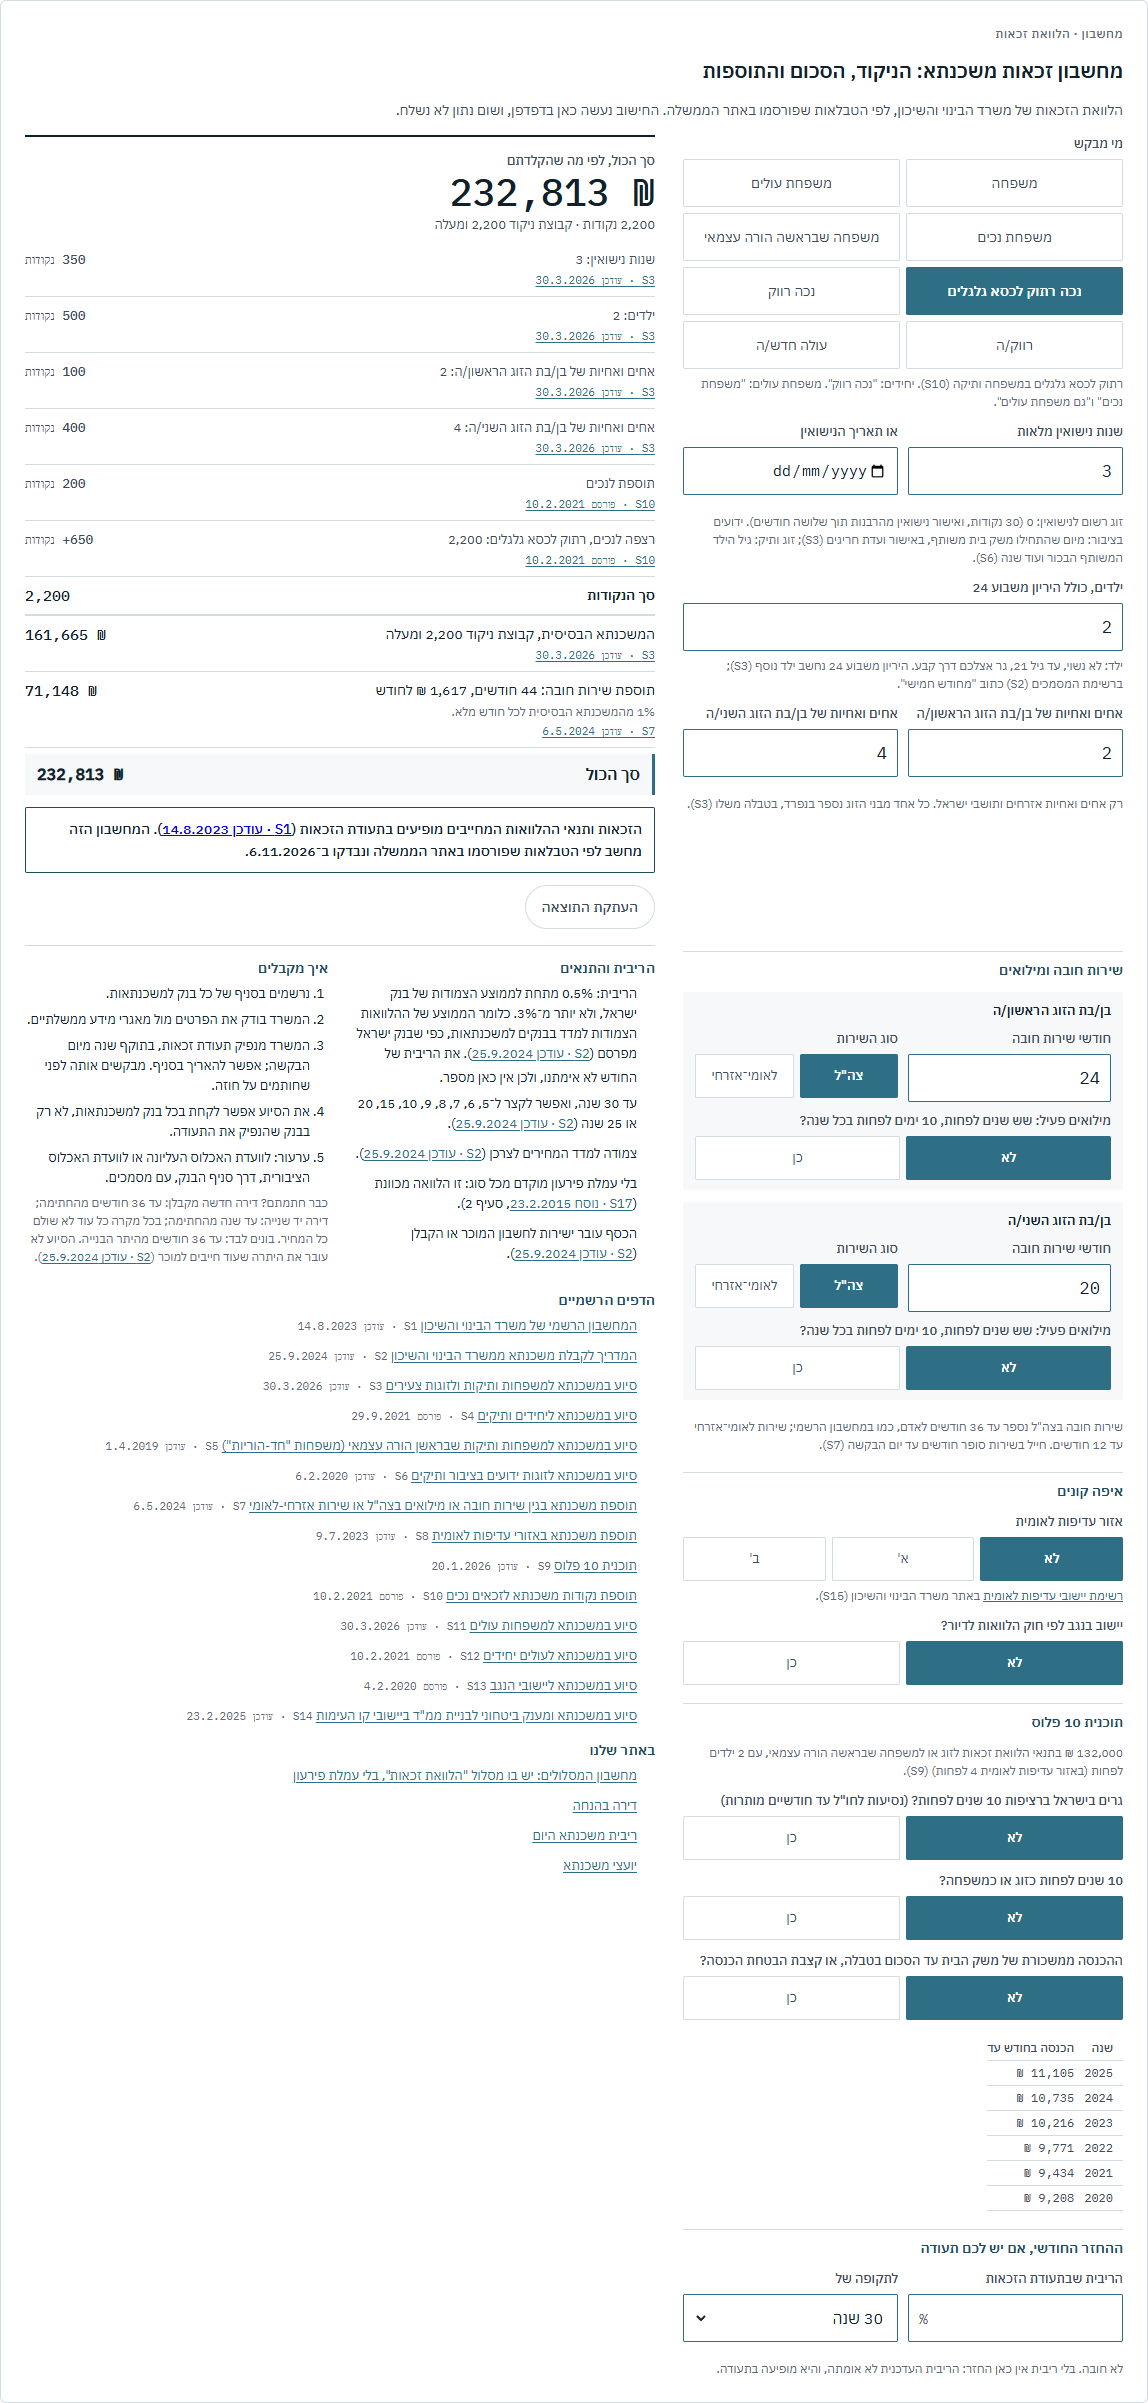 מחשבון · הלוואת זכאות
מחשבון זכאות משכנתא: הניקוד, הסכום והתוספות
הלוואת הזכאות של משרד הבינוי והשיכון, לפי הטבלאות שפורסמו באתר הממשלה. החישוב נעשה כאן בדפדפן, ושום נתון לא נשלח.
מי מבקש
משפחה
משפחת עולים
משפחת נכים
משפחה שבראשה הורה עצמאי
נכה רתוק לכסא גלגלים
נכה רווק
רווק/ה
עולה חדש/ה
רתוק לכסא גלגלים במשפחה ותיקה (S10). יחידים: "נכה רווק". משפחת עולים: "משפחת
נכים" ו"גם משפחת עולים".
שנות נישואין מלאות
או תאריך הנישואין
3
dd/mm/yyyy
זוג רשום לנישואין: 0 (30 נקודות, ואישור נישואין מהרבנות תוך שלושה חודשים). ידועים
בציבור: מיום שהתחילו משק בית משותף, באישור ועדת חריגים (S3); זוג ותיק: גיל הילד
המשותף הבכור ועוד שנה (S6).
ילדים, כולל היריון משבוע 24
2
ילד: לא נשוי, עד גיל 21, גר אצלכם דרך קבע. היריון משבוע 24 נחשב ילד נוסף (S3);
ברשימת המסמכים (S2) כתוב "מחודש חמישי".
אחים ואחיות של בן/בת הזוג הראשון/ה
אחים ואחיות של בן/בת הזוג השני/ה
2
4
רק אחים ואחיות אזרחים ותושבי ישראל. כל אחד מבני הזוג נספר בנפרד, בטבלה משלו (S3).
סך הכול, לפי מה שהקלדתם
₪ 232,813
2,200 נקודות · קבוצת ניקוד 2,200 ומעלה
שנות נישואין: 3
350 נקודות
S3 · עודכן 30.3.2026
ילדים: 2
500 נקודות
S3 · עודכן 30.3.2026
אחים ואחיות של בן/בת הזוג הראשון/ה: 2
100 נקודות
S3 · עודכן 30.3.2026
אחים ואחיות של בן/בת הזוג השני/ה: 4
400 נקודות
S3 · עודכן 30.3.2026
תוספת לנכים
200 נקודות
S10 · פורסם 10.2.2021
רצפה לנכים, רתוק לכסא גלגלים: 2,200
+650 נקודות
S10 · פורסם 10.2.2021
סך הנקודות
2,200
המשכנתא הבסיסית, קבוצת ניקוד 2,200 ומעלה
₪ 161,665
S3 · עודכן 30.3.2026
תוספת שירות חובה: 44 חודשים, 1,617 ₪ לחודש
₪ 71,148
1% מהמשכנתא הבסיסית לכל חודש מלא.
S7 · עודכן 6.5.2024
סך הכול
₪ 232,813
הזכאות ותנאי ההלוואות המחייבים מופיעים בתעודת הזכאות (S1 · עודכן 14.8.2023). המחשבון הזה
מחשב לפי הטבלאות שפורסמו באתר הממשלה ונבדקו ב־6.11.2026.
העתקת התוצאה
שירות חובה ומילואים
בן/בת הזוג הראשון/ה
חודשי שירות חובה
סוג השירות
24
צה"ל
לאומי־אזרחי
מילואים פעיל: שש שנים לפחות, 10 ימים לפחות בכל שנה?
לא
כן
בן/בת הזוג השני/ה
חודשי שירות חובה
סוג השירות
20
צה"ל
לאומי־אזרחי
מילואים פעיל: שש שנים לפחות, 10 ימים לפחות בכל שנה?
לא
כן
שירות חובה בצה"ל נספר עד 36 חודשים לאדם, כמו במחשבון הרשמי; שירות לאומי־אזרחי
עד 12 חודשים. חייל בשירות סופר חודשים עד יום הבקשה (S7).
איפה קונים
אזור עדיפות לאומית
לא
א'
ב'
רשימת יישובי עדיפות לאומית באתר משרד הבינוי והשיכון (S15).
יישוב בנגב לפי חוק הלוואות לדיור?
לא
כן
תוכנית 10 פלוס
132,000 ₪ בתנאי הלוואת זכאות לזוג או למשפחה שבראשה הורה עצמאי, עם 2 ילדים
לפחות (באזור עדיפות לאומית 4 לפחות) (S9).
גרים בישראל ברציפות 10 שנים לפחות? (נסיעות לחו"ל עד חודשיים מותרות)
לא
כן
10 שנים לפחות כזוג או כמשפחה?
לא
כן
ההכנסה ממשכורת של משק הבית עד הסכום בטבלה, או קצבת הבטחת הכנסה?
לא
כן
שנה
הכנסה בחודש עד
2025
₪ 11,105
2024
₪ 10,735
2023
₪ 10,216
2022
₪ 9,771
2021
₪ 9,434
2020
₪ 9,208
ההחזר החודשי, אם יש לכם תעודה
הריבית שבתעודת הזכאות
לתקופה של
%
30 שנה
לא חובה. בלי ריבית אין כאן החזר: הריבית העדכנית לא אומתה, והיא מופיעה בתעודה.
הריבית והתנאים
הריבית: 0.5% מתחת לממוצע הצמודות של בנק
ישראל, ולא יותר מ־3%. כלומר הממוצע של ההלוואות
הצמודות למדד בבנקים למשכנתאות, כפי שבנק ישראל
מפרסם (S2 · עודכן 25.9.2024). את הריבית של
החודש לא אימתנו, ולכן אין כאן מספר.
עד 30 שנה, ואפשר לקצר ל־5, 6, 7, 8, 9, 10, 15, 20
או 25 שנה (S2 · עודכן 25.9.2024).
צמודה למדד המחירים לצרכן (S2 · עודכן 25.9.2024).
בלי עמלת פירעון מוקדם מכל סוג: זו הלוואה מכוונת
(S17 · נוסח 23.2.2015, סעיף 2).
הכסף עובר ישירות לחשבון המוכר או הקבלן
(S2 · עודכן 25.9.2024).
איך מקבלים
1. נרשמים בסניף של כל בנק למשכנתאות.
2. המשרד בודק את הפרטים מול מאגרי מידע ממשלתיים.
3. המשרד מנפיק תעודת זכאות, בתוקף שנה מיום
הבקשה; אפשר להאריך בסניף. מבקשים אותה לפני
שחותמים על חוזה.
4. את הסיוע אפשר לקחת בכל בנק למשכנתאות, לא רק
בבנק שהנפיק את התעודה.
5. ערעור: לוועדת האכלוס העליונה או לוועדת האכלוס
הציבורית, דרך סניף הבנק, עם מסמכים.
כבר חתמתם? דירה חדשה מקבלן: עד 36 חודשים מהחתימה;
דירה יד שנייה: עד שנה מהחתימה; בכל מקרה כל עוד לא שולם
כל המחיר. בונים לבד: עד 36 חודשים מהיתר הבנייה. הסיוע לא
עובר את היתרה שעוד חייבים למוכר (S2 · עודכן 25.9.2024).
הדפים הרשמיים
המחשבון הרשמי של משרד הבינוי והשיכון S1 · עודכן 14.8.2023
המדריך לקבלת משכנתא ממשרד הבינוי והשיכון S2 · עודכן 25.9.2024
סיוע במשכנתא למשפחות ותיקות ולזוגות צעירים S3 · עודכן 30.3.2026
סיוע במשכנתא ליחידים ותיקים S4 · פורסם 29.9.2021
סיוע במשכנתא למשפחות ותיקות שבראשן הורה עצמאי (משפחות "חד-הוריות") S5 · עודכן 1.4.2019
סיוע במשכנתא לזוגות ידועים בציבור ותיקים S6 · עודכן 6.2.2020
תוספת משכנתא בגין שירות חובה או מילואים בצה"ל או שירות אזרחי-לאומי S7 · עודכן 6.5.2024
תוספת משכנתא באזורי עדיפות לאומית S8 · עודכן 9.7.2023
תוכנית 10 פלוס S9 · עודכן 20.1.2026
תוספת נקודות משכנתא לזכאים נכים S10 · פורסם 10.2.2021
סיוע במשכנתא למשפחות עולים S11 · עודכן 30.3.2026
סיוע במשכנתא לעולים יחידים S12 · פורסם 10.2.2021
סיוע במשכנתא ליישובי הנגב S13 · פורסם 4.2.2020
סיוע במשכנתא ומענק ביטחוני לבניית ממ"ד ביישובי קו העימות S14 · עודכן 23.2.2025
באתר שלנו
מחשבון המסלולים: יש בו מסלול "הלוואת זכאות", בלי עמלת פירעון
דירה בהנחה
ריבית משכנתא היום
יועצי משכנתא